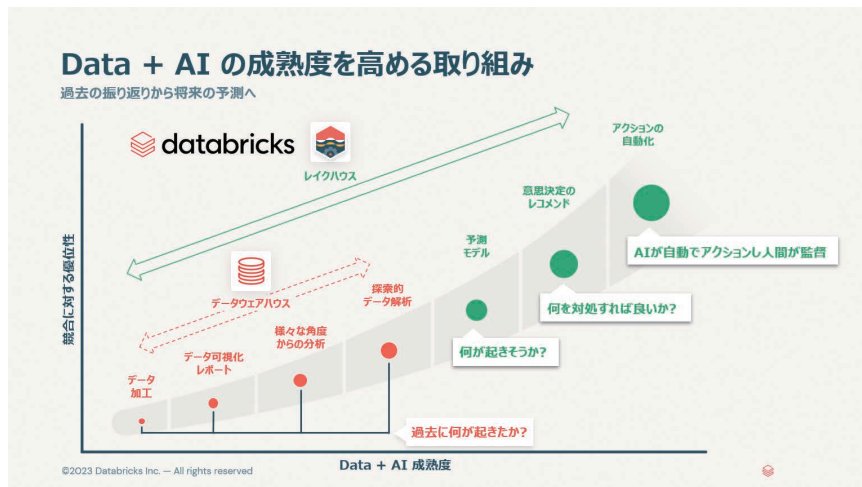 Data + AI の成熟度を高める取り組み
過去の振り返りから将来の予測へ
databricks
レイクハウス
アクションの
自動化
意思決定の
レコメンド
予測
モデル
AIが自動でアクションし人間が監督
何を対処すれば良いか?
何が起きそうか?
データウェアハウス
探索的
データ解析
様々な角度
からの分析
データ可視化
レポート
データ
加工
過去に何が起きたか?
競合に対する優位性
Data + AI 成熟度
©2023 Databricks Inc. — All rights reserved